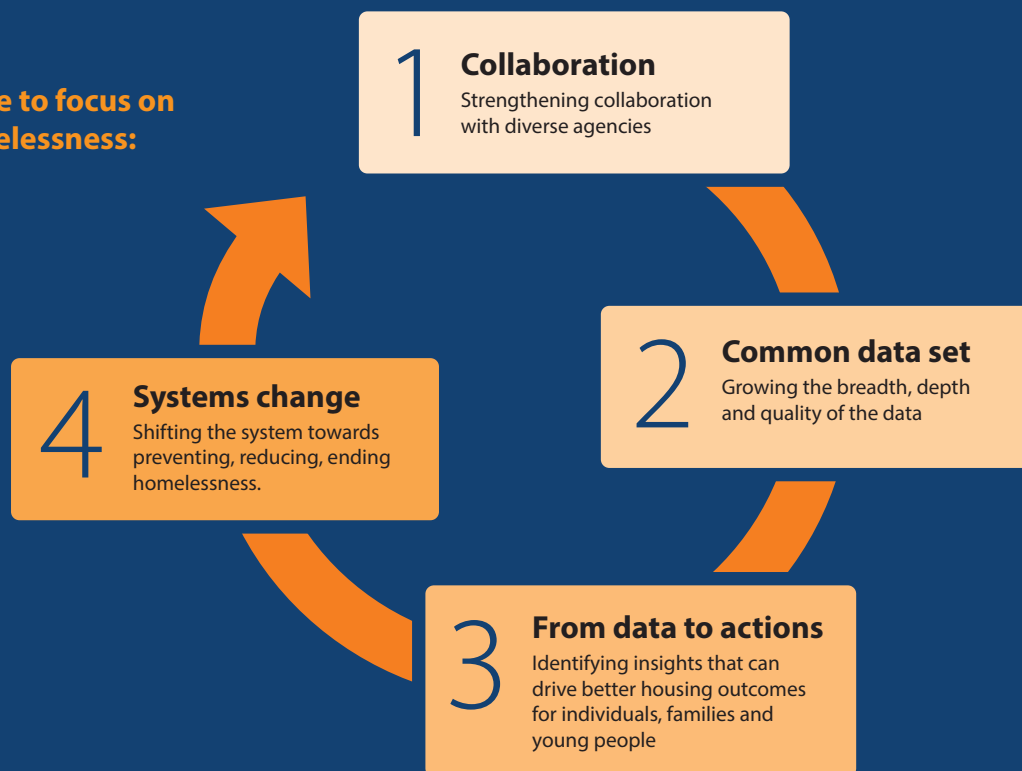 e to focus on
elessness:
1
Collaboration
Strengthening collaboration
with diverse agencies
2
Common data set
Growing the breadth, depth
and quality of the data
3
From data to actions
Identifying insights that can
drive better housing outcomes
for individuals, families and
young people
4
Systems change
Shifting the system towards
preventing, reducing, ending
homelessness.